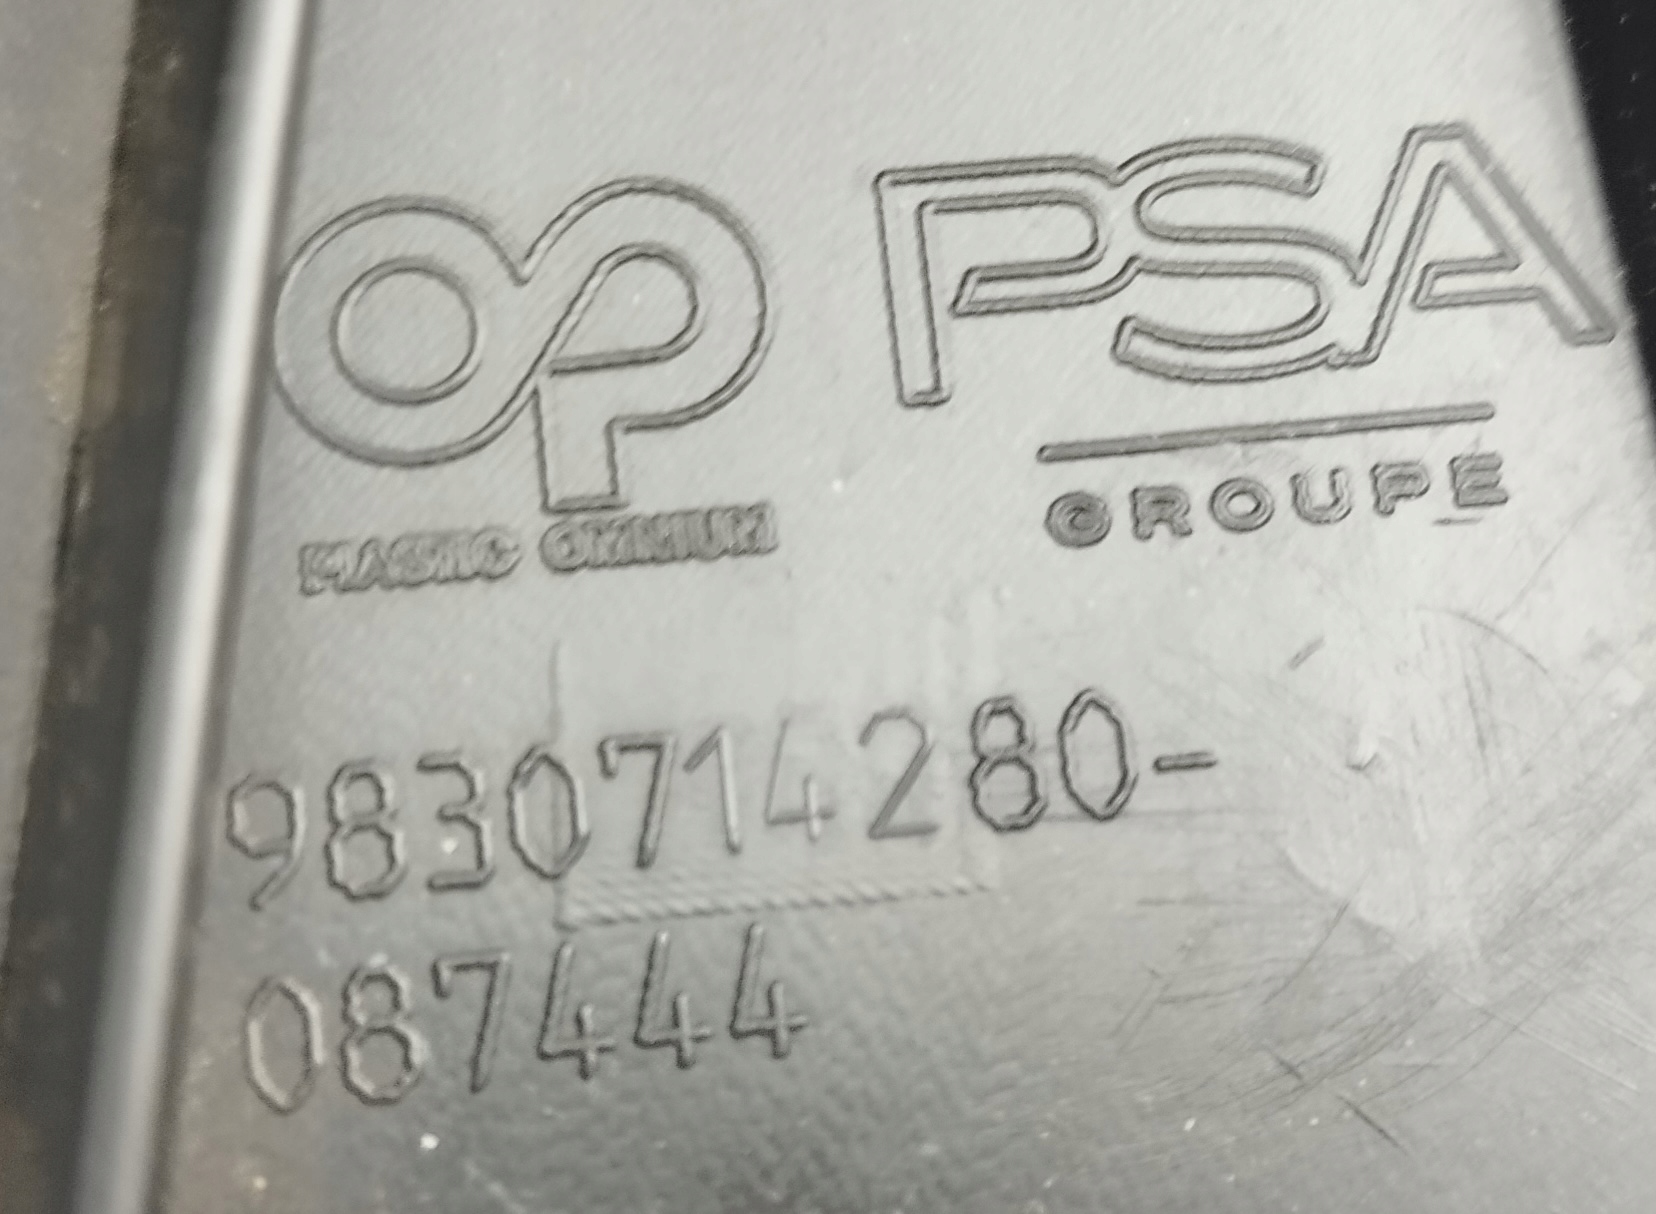 OP
PSA
GROUPE
PLASTIC OMNIUM
9830714280-
087444